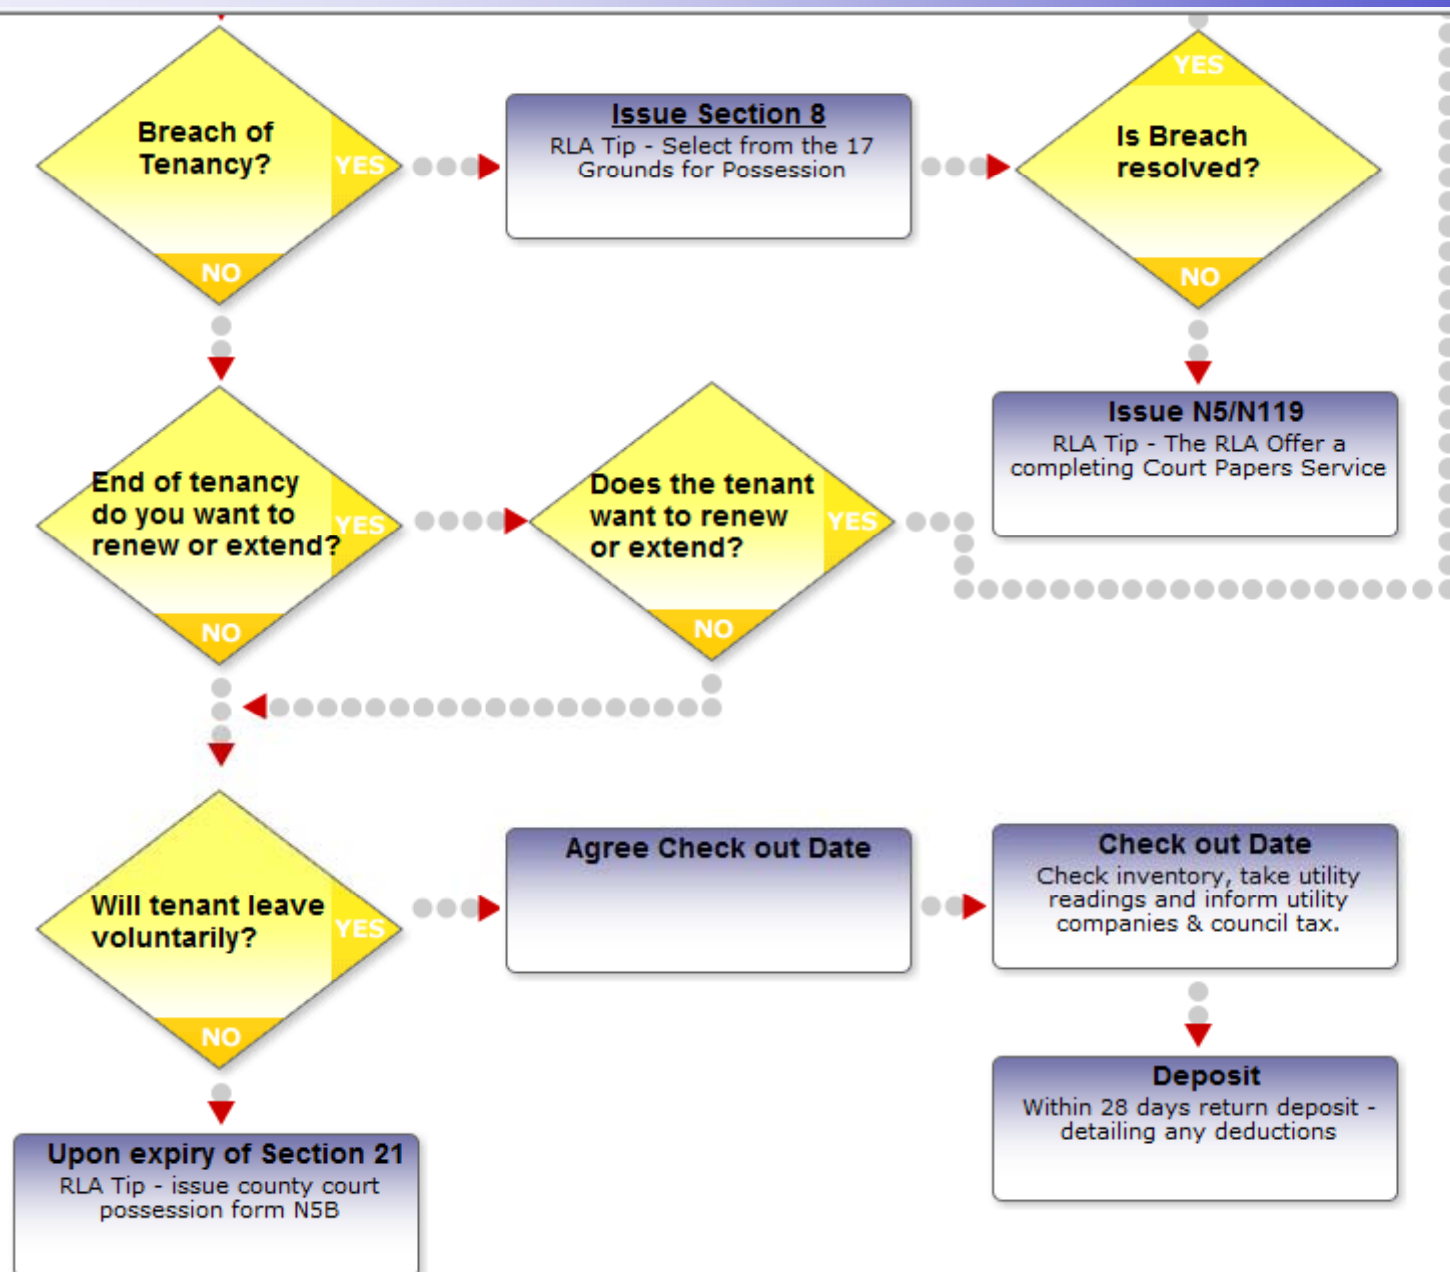 Breach of
Tenancy?
YES
NO
Issue Section 8
RLA Tip - Select from the 17
Grounds for Possession
YES
Is Breach
resolved?
NO
Issue N5/N119
RLA Tip - The RLA Offer a
completing Court Papers Service
End of tenancy
do you want to
renew or extend?
YES
NO
Does the tenant
want to renew
or extend?
YES
NO
Will tenant leave
voluntarily?
YES
NO
Agree Check out Date
Check out Date
Check inventory, take utility
readings and inform utility
companies & council tax.
Deposit
Within 28 days return deposit -
detailing any deductions
Upon expiry of Section 21
RLA Tip - issue county court
possession form N5B